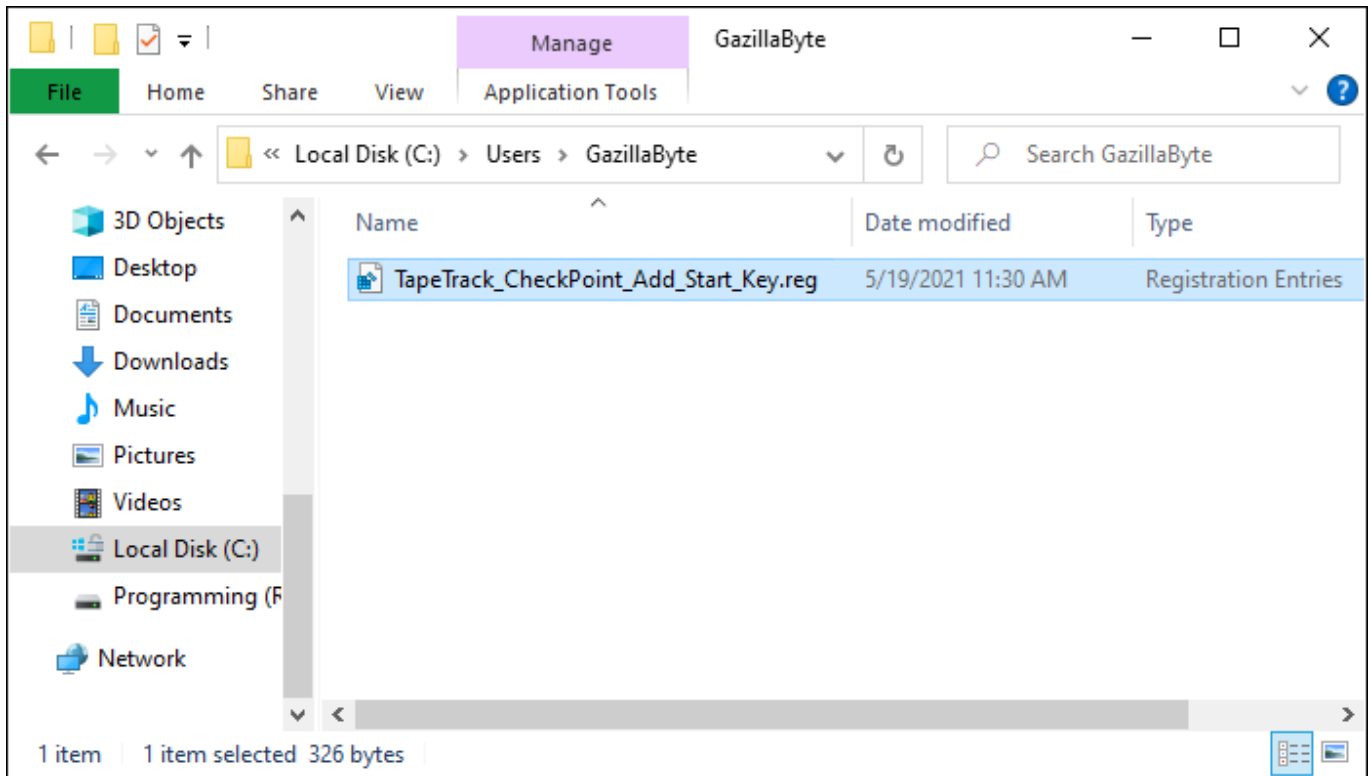 Manage GazillaByte
File Home Share View Application Tools
« Local Disk (C:) > Users > GazillaByte Search GazillaByte
Name Date modified Type
TapeTrack_CheckPoint_Add_Start_Key.reg 5/19/2021 11:30 AM Registration Entries
3D Objects
Desktop
Documents
Downloads
Music
Pictures
Videos
Local Disk (C:)
Programming (R
Network
1 item 1 item selected 326 bytes